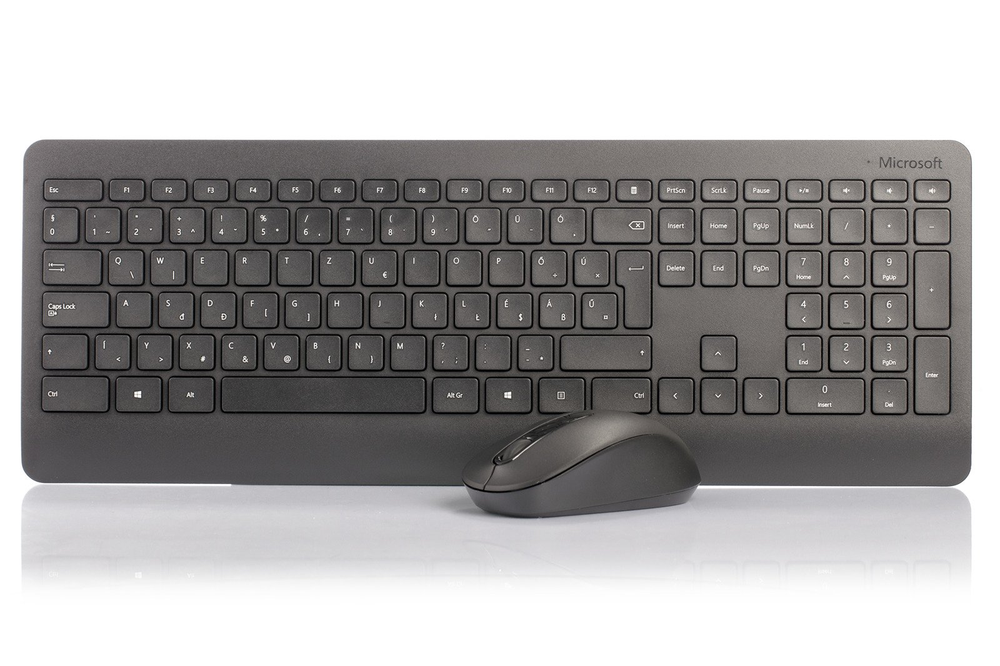 Microsoft
Esc F1 F2 F3 F4 F5 F6 F7 F8 F9 F10 F11 F12 PrtScn ScrLk Pause
§ ' " + ! % / = ( ) Ö Ü Ó Insert Home PgUp NumLk / * -
0 1 ~ 2 ˇ 3 ^ 4 ˘ 5 ° 6 ˛ 7 ` 8 ˙ 9 ´ ˝ ¨ ¸
Q W E R T Z U I O P Ő Ú Delete End PgDn 7 8 9
\ | € ÷ × Home PgUp +
Caps Lock A S D F G H J K L É Á Ű 4 5 6
đ Đ [ ] ł Ł $ ß ¤
Í Y X C V B N M ? : _ 1 2 3
< > # & @ { } , ; . - * End PgDn
Ctrl Alt Alt Gr Ctrl 0 . Enter
Insert Del